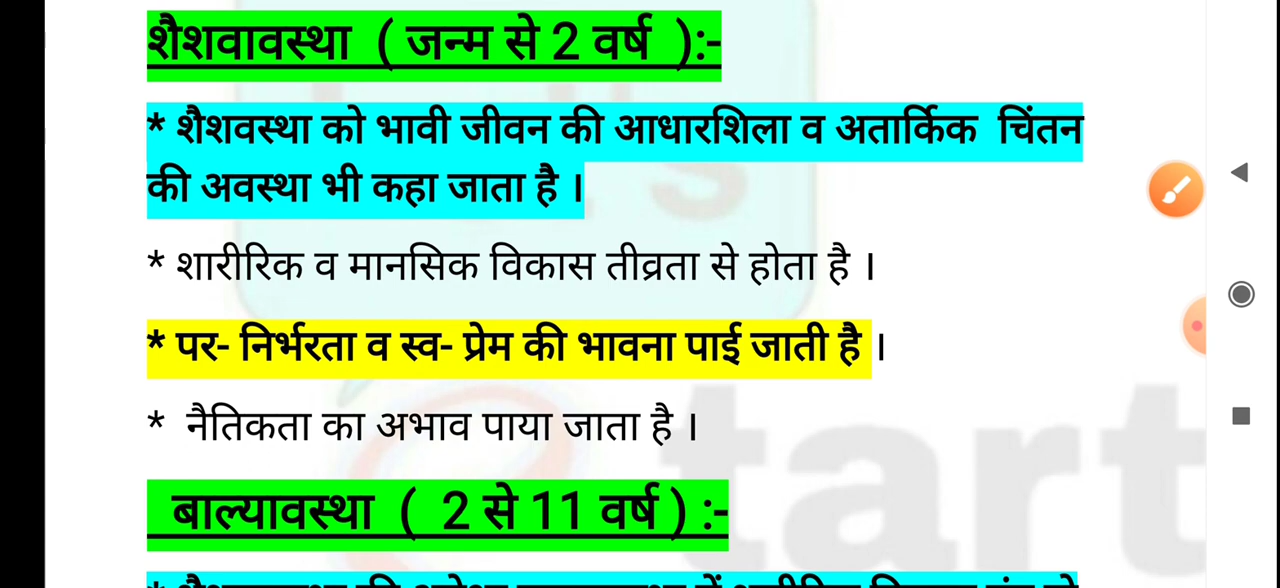 शैशवावस्था ( जन्म से 2 वर्ष ):-
* शैशवस्था को भावी जीवन की आधारशिला व अतार्किक चिंतन
की अवस्था भी कहा जाता है ।
* शारीरिक व मानसिक विकास तीव्रता से होता है ।
* पर- निर्भरता व स्व- प्रेम की भावना पाई जाती है ।
* नैतिकता का अभाव पाया जाता है ।
बाल्यावस्था ( 2 से 11 वर्ष ) :-
tart